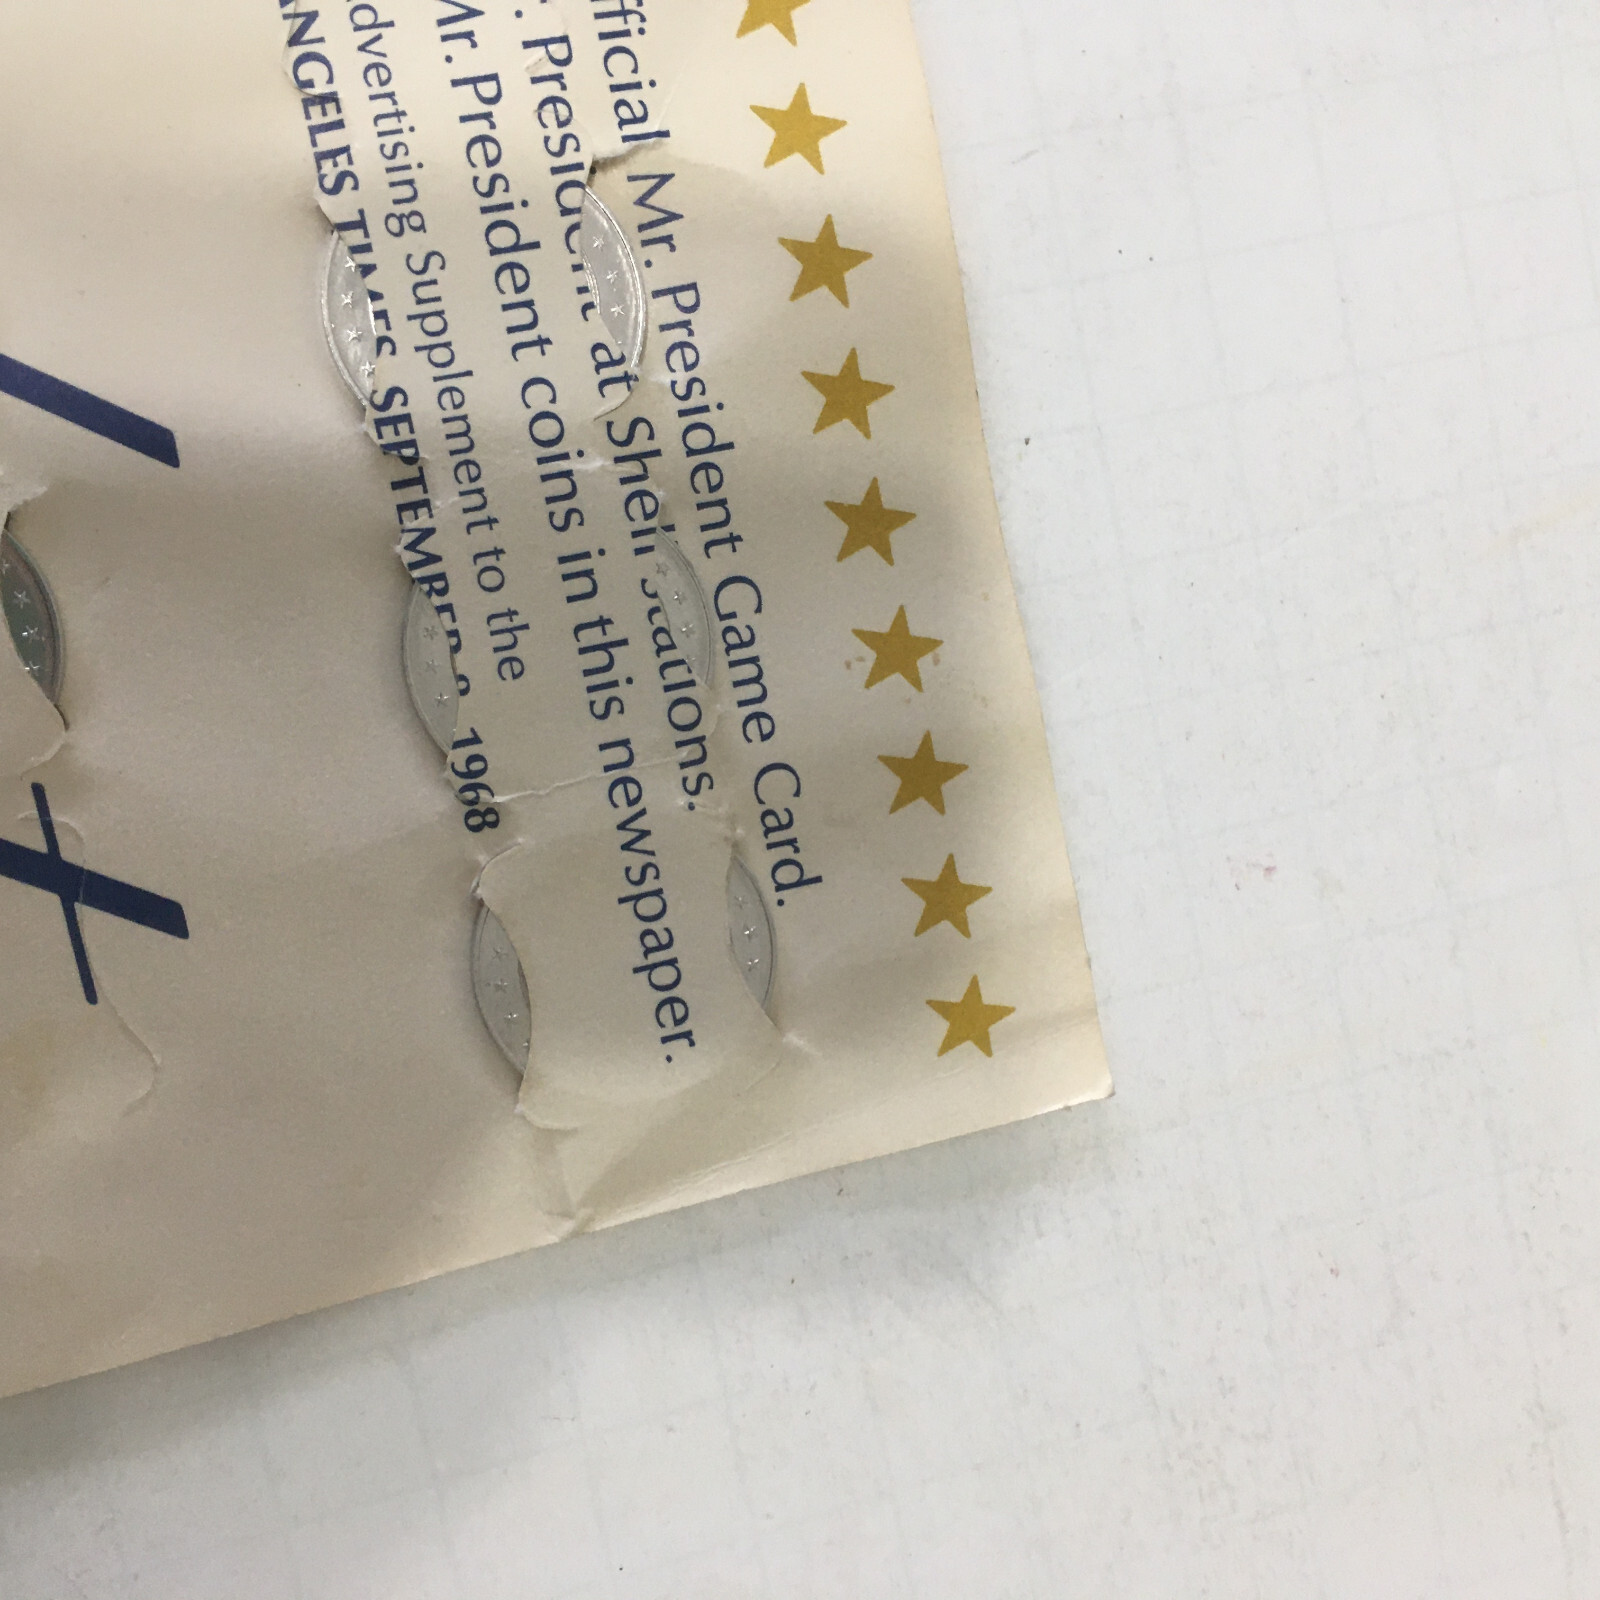 fficial Mr. President Game Card.
. President at Shell Stations.
Mr. President coins in this newspaper.
dvertising Supplement to the
ANGELES TIMES, SEPTEMBER 1968